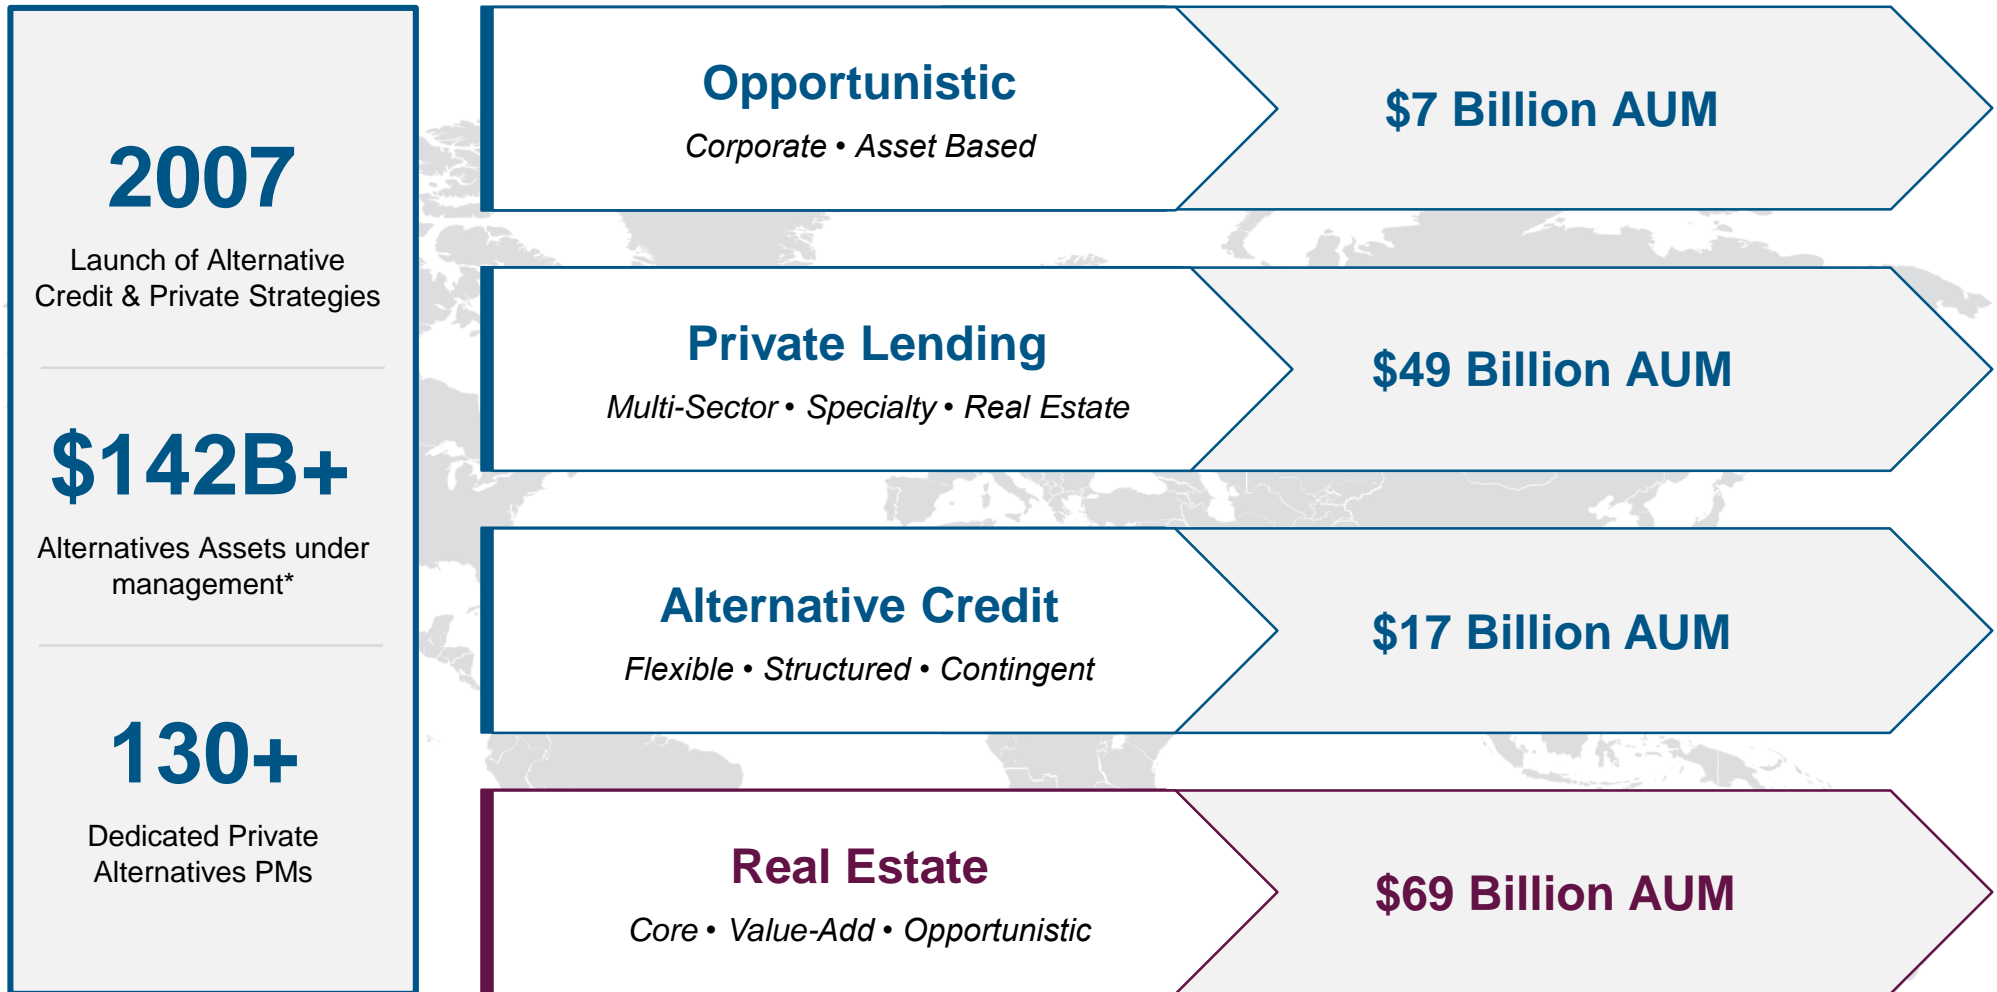 2007
Launch of Alternative
Credit & Private Strategies
$142B+
Alternatives Assets under
management*
130+
Dedicated Private
Alternatives PMs
Opportunistic
Corporate • Asset Based
$7 Billion AUM
Private Lending
Multi-Sector • Specialty • Real Estate
$49 Billion AUM
Alternative Credit
Flexible • Structured • Contingent
$17 Billion AUM
Real Estate
Core • Value-Add • Opportunistic
$69 Billion AUM